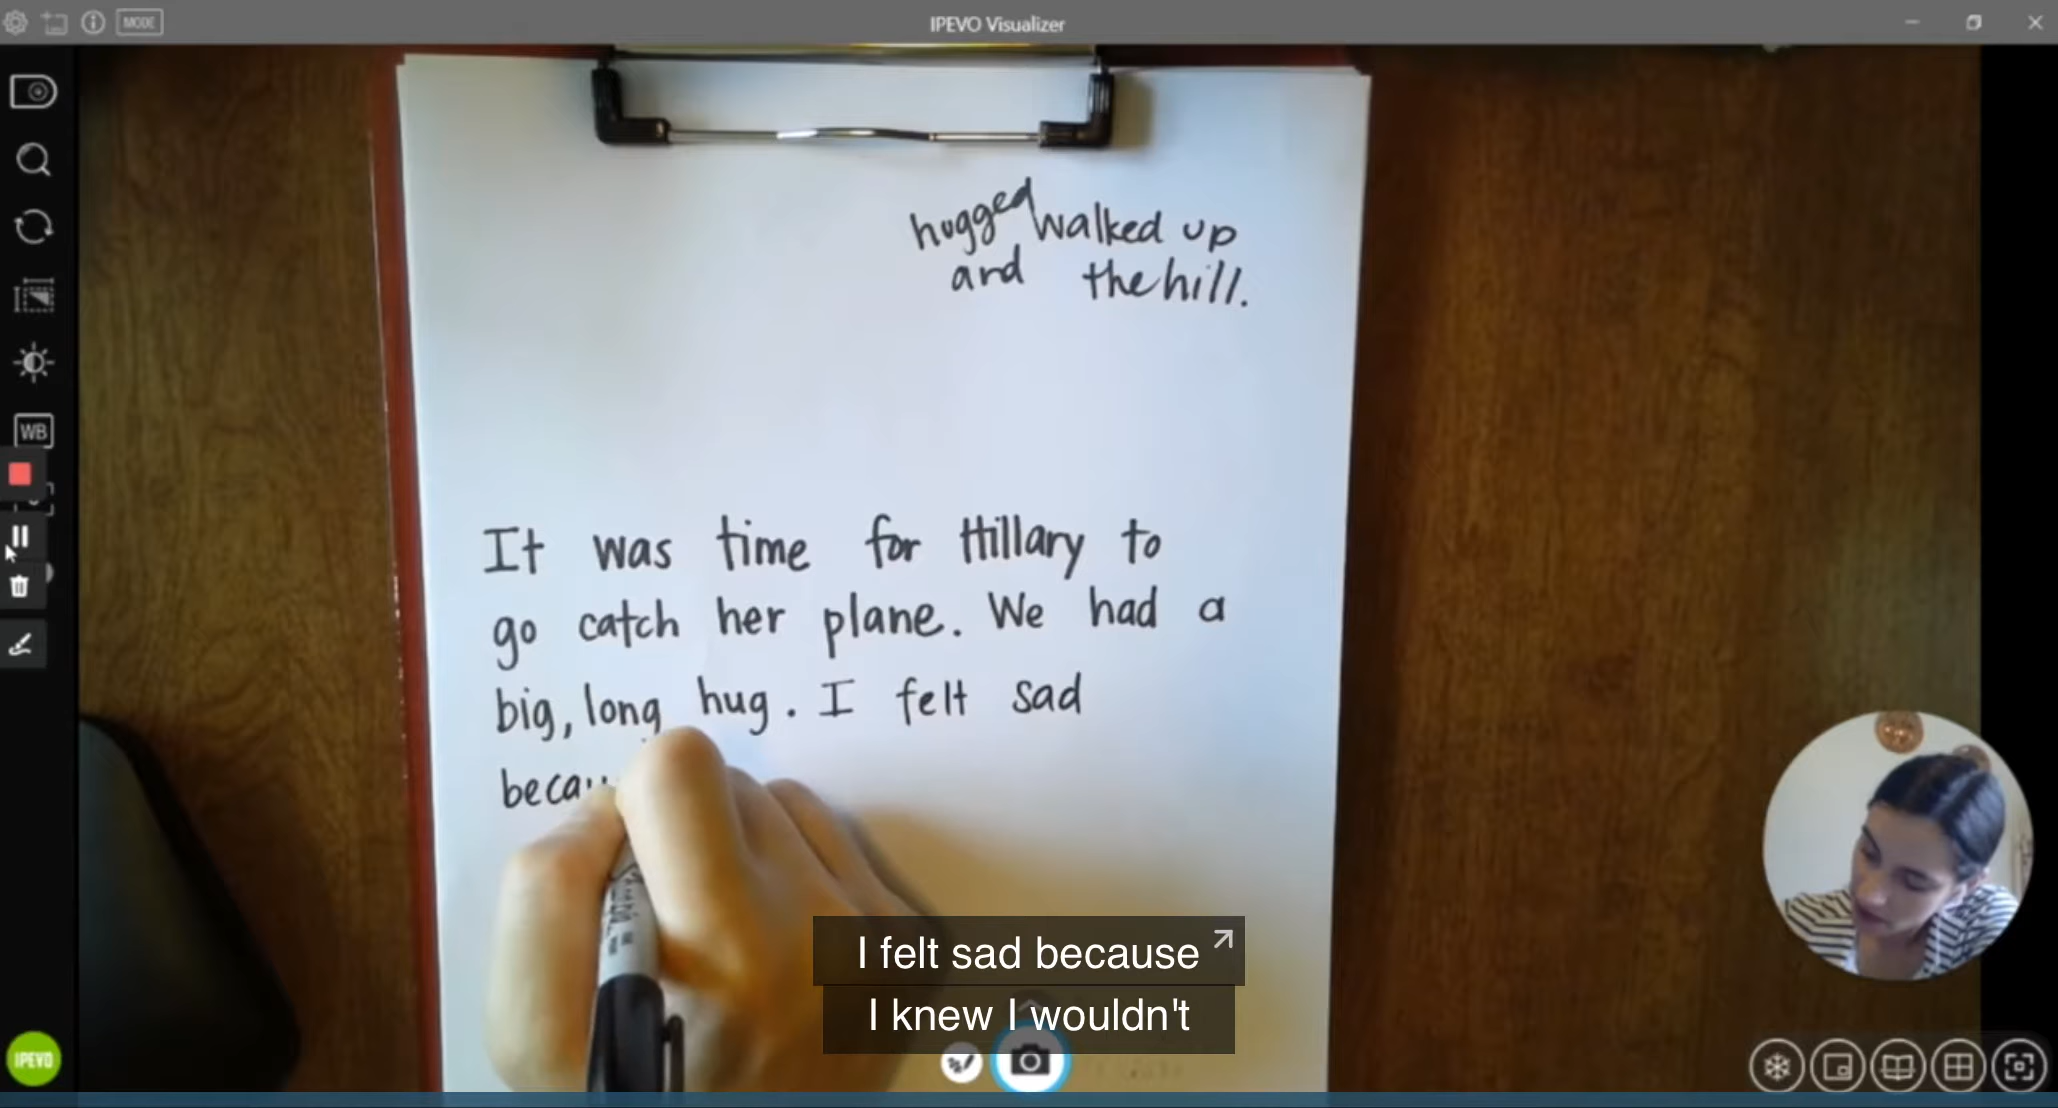 MODE
IPEVO Visualizer
hugged walked up
and the hill.
WB
It was time for Hillary to
go catch her plane. We had a
big, long hug. I felt sad
becau
I felt sad because
I knew I wouldn't
IPEVO